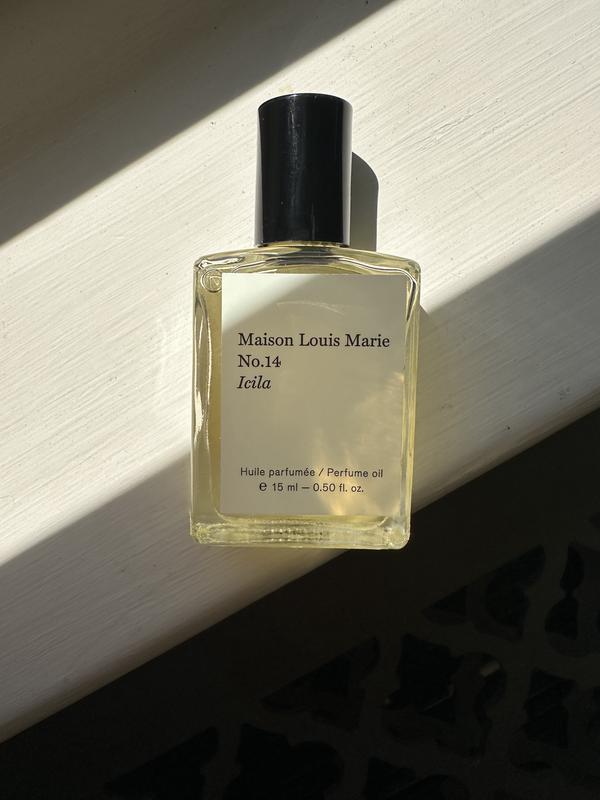 Maison Louis Marie
No.14
Icila
Huile parfumée / Perfume oil
℮ 15 ml — 0.50 fl. oz.